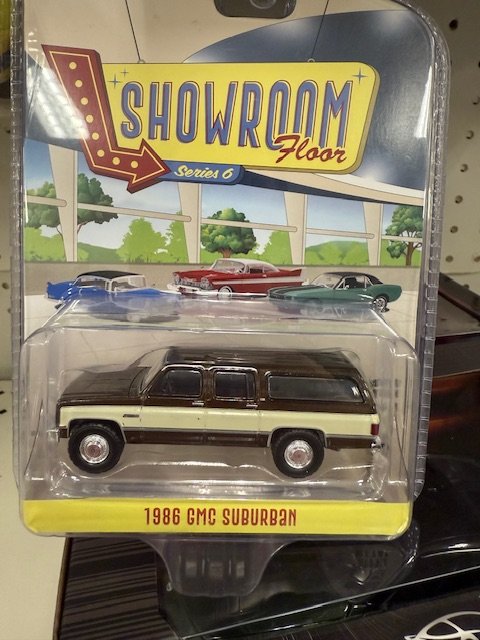 SHOWROOM
Floor
Series 6
1986 GMC SUBURBAN